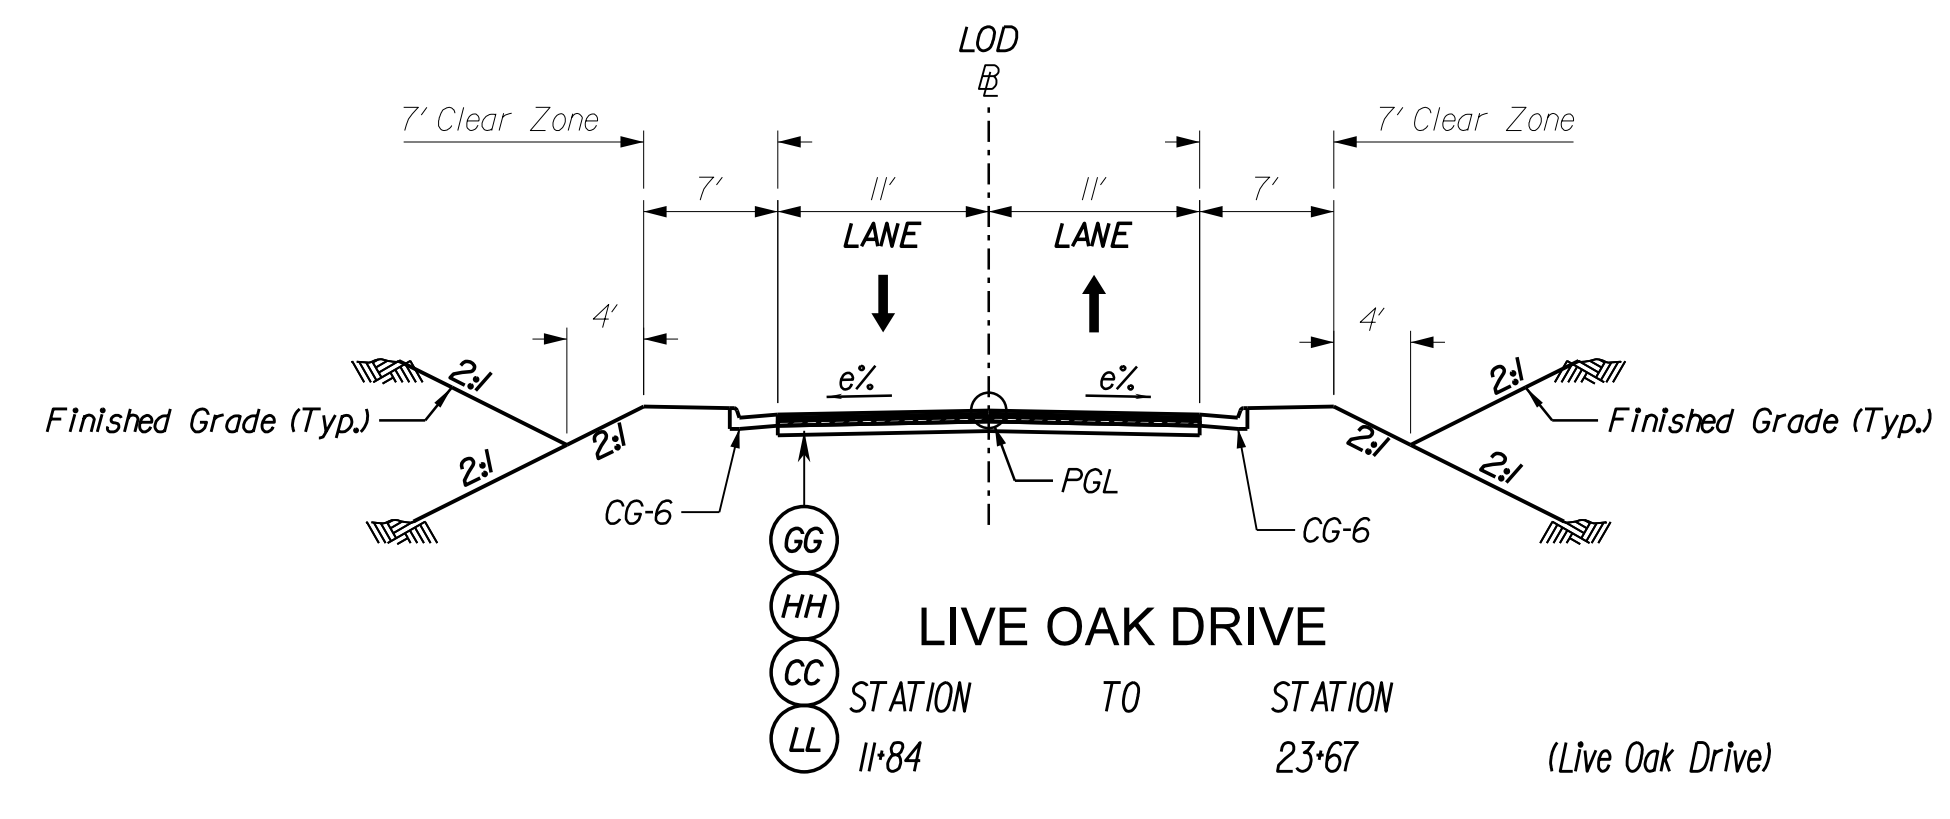 LOD
BL
7' Clear Zone
7' Clear Zone
7'
11'
11'
7'
LANE
LANE
4'
4'
e%
e%
2:1
2:1
Finished Grade (Typ.)
Finished Grade (Typ.)
2:1
2:1
2:1
2:1
PGL
CG-6
CG-6
GG
HH
CC
LL
LIVE OAK DRIVE
STATION TO STATION
11+84 23+67 (Live Oak Drive)